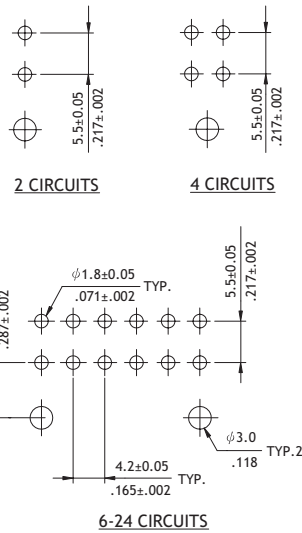 5.5±0.05
.217±.002
5.5±0.05
.217±.002
2 CIRCUITS
4 CIRCUITS
ϕ1.8±0.05
.071±.002
TYP.
5.5±0.05
.217±.002
.287±.002
ϕ3.0
.118
TYP.2
4.2±0.05
.165±.002
TYP.
6-24 CIRCUITS